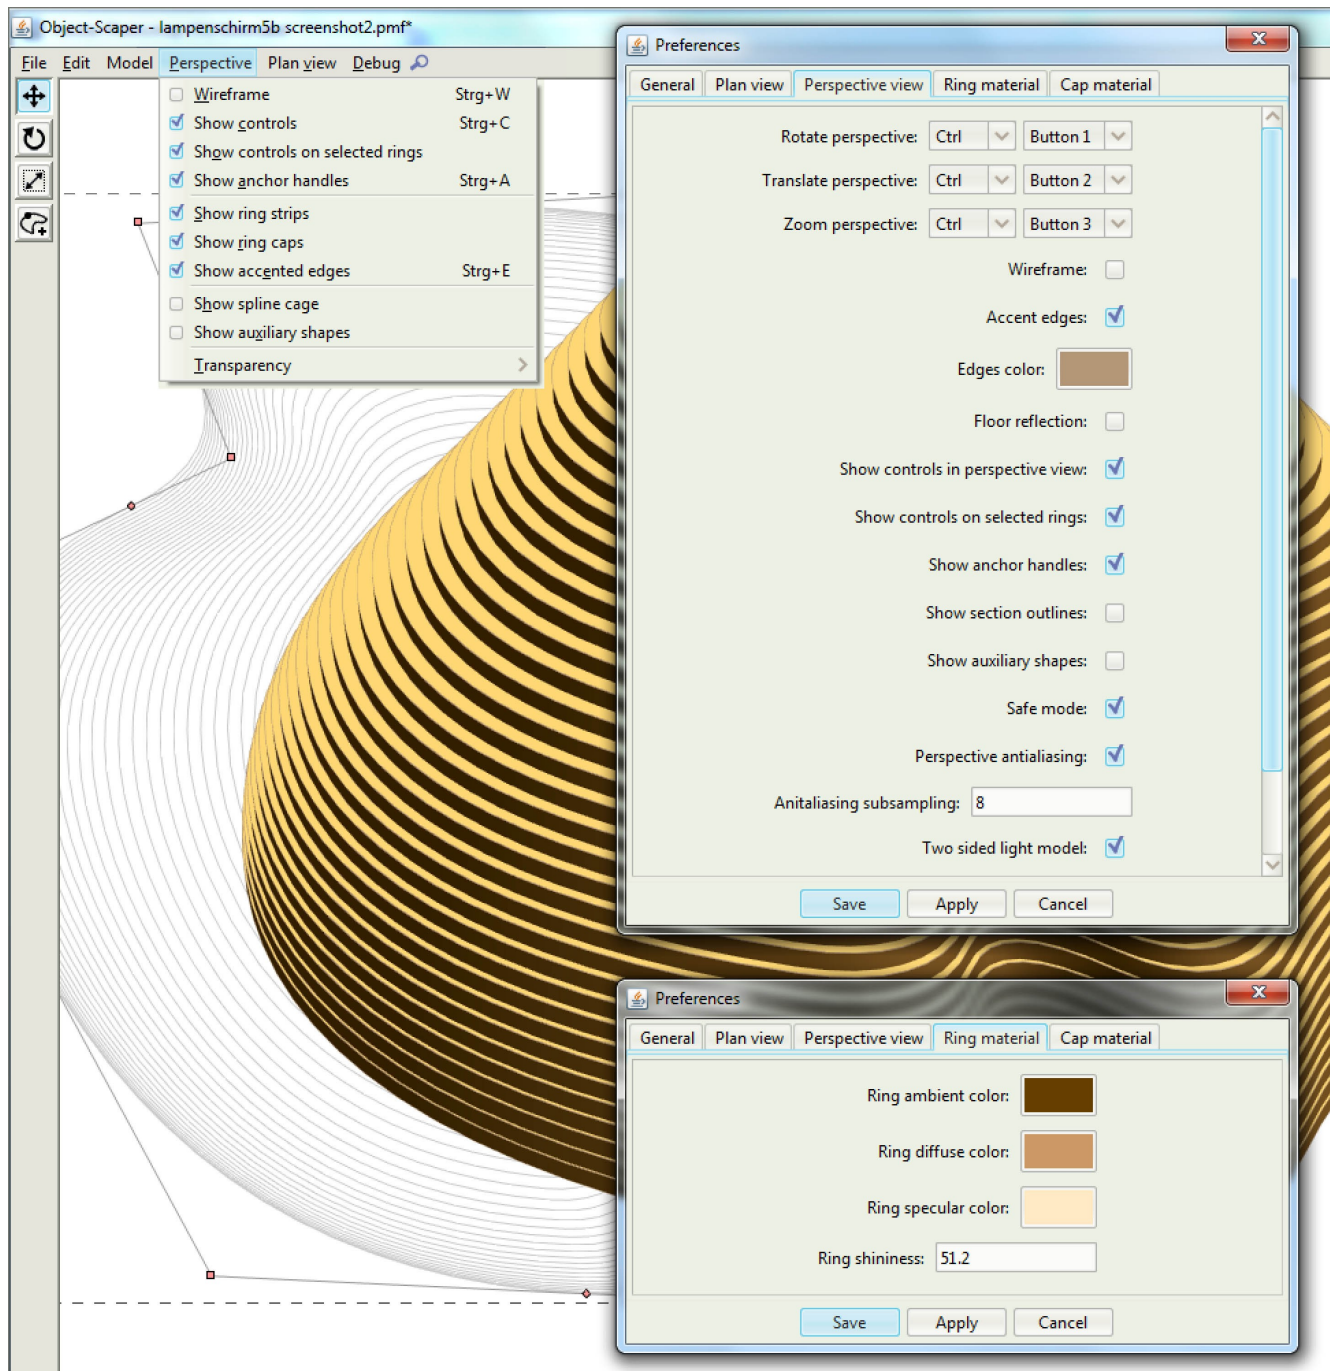 Object-Scaper - lampenschirm5b screenshot2.pmf*
File Edit Model Perspective Plan view Debug
Wireframe Strg+W
Show controls Strg+C
Show controls on selected rings
Show anchor handles Strg+A
Show ring strips
Show ring caps
Show accented edges Strg+E
Show spline cage
Show auxiliary shapes
Transparency
Preferences
General Plan view Perspective view Ring material Cap material
Rotate perspective: Ctrl Button 1
Translate perspective: Ctrl Button 2
Zoom perspective: Ctrl Button 3
Wireframe:
Accent edges:
Edges color:
Floor reflection:
Show controls in perspective view:
Show controls on selected rings:
Show anchor handles:
Show section outlines:
Show auxiliary shapes:
Safe mode:
Perspective antialiasing:
Anitaliasing subsampling: 8
Two sided light model:
Save Apply Cancel
Preferences
General Plan view Perspective view Ring material Cap material
Ring ambient color:
Ring diffuse color:
Ring specular color:
Ring shininess: 51.2
Save Apply Cancel